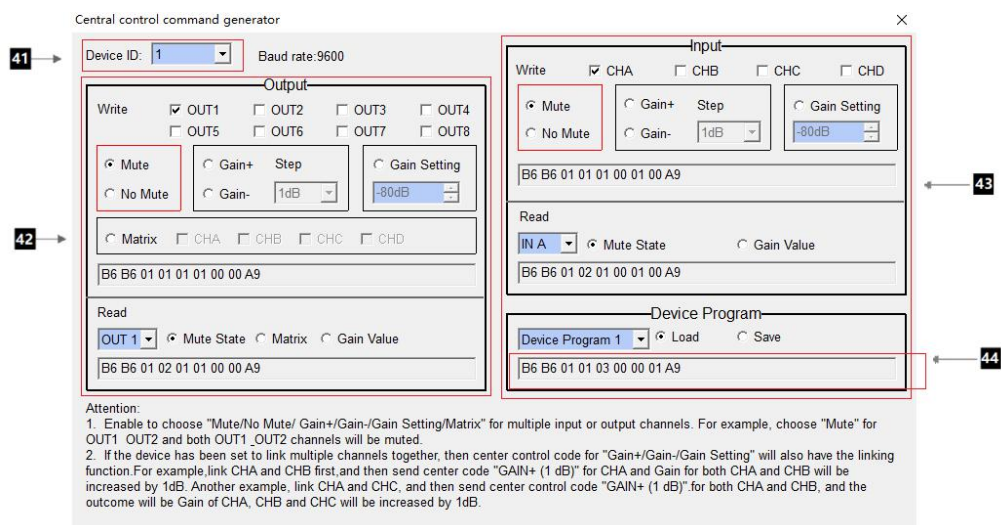 Central control command generator
41
Device ID: 1 Baud rate:9600
Output
Write OUT1 OUT2 OUT3 OUT4
OUT5 OUT6 OUT7 OUT8
Mute Gain+ Step Gain Setting
No Mute Gain- 1dB -80dB
42
Matrix CHA CHB CHC CHD
B6 B6 01 01 01 01 00 00 A9
Read
OUT 1 Mute State Matrix Gain Value
B6 B6 01 02 01 01 00 00 A9
Input
Write CHA CHB CHC CHD
Mute Gain+ Step Gain Setting
No Mute Gain- 1dB -80dB
B6 B6 01 01 01 00 01 00 A9
43
Read
IN A Mute State Gain Value
B6 B6 01 02 01 00 01 00 A9
Device Program
Device Program 1 Load Save
B6 B6 01 01 03 00 00 01 A9
44
Attention:
1. Enable to choose "Mute/No Mute/ Gain+/Gain-/Gain Setting/Matrix" for multiple input or output channels. For example, choose "Mute" for
OUT1 OUT2 and both OUT1 _OUT2 channels will be muted.
2. If the device has been set to link multiple channels together, then center control code for "Gain+/Gain-/Gain Setting" will also have the linking
function.For example,link CHA and CHB first,and then send center code "GAIN+ (1 dB)" for CHA and Gain for both CHA and CHB will be
increased by 1dB. Another example, link CHA and CHC, and then send center control code "GAIN+ (1 dB)".for both CHA and CHB, and the
outcome will be Gain of CHA, CHB and CHC will be increased by 1dB.